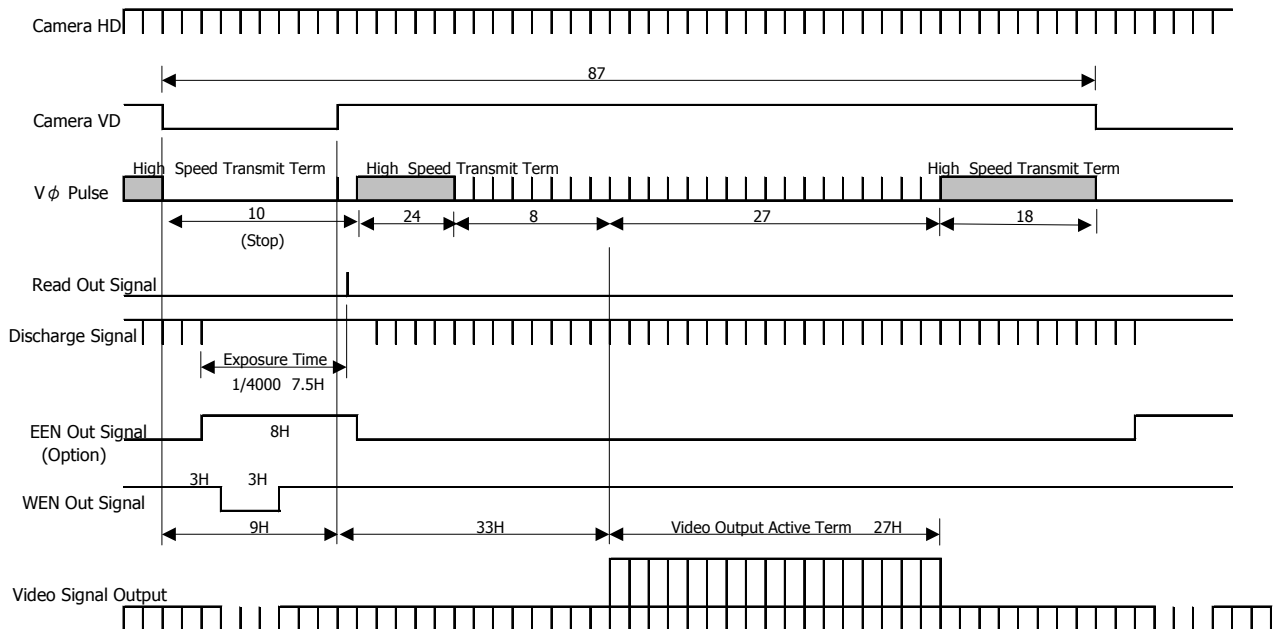 Camera HD
87
Camera VD
High Speed Transmit Term High Speed Transmit Term High Speed Transmit Term
Vφ Pulse
10 24 8 27 18
(Stop)
Read Out Signal
Discharge Signal
Exposure Time
1/4000 7.5H
EEN Out Signal 8H
(Option)
3H 3H
WEN Out Signal
9H 33H Video Output Active Term 27H
Video Signal Output